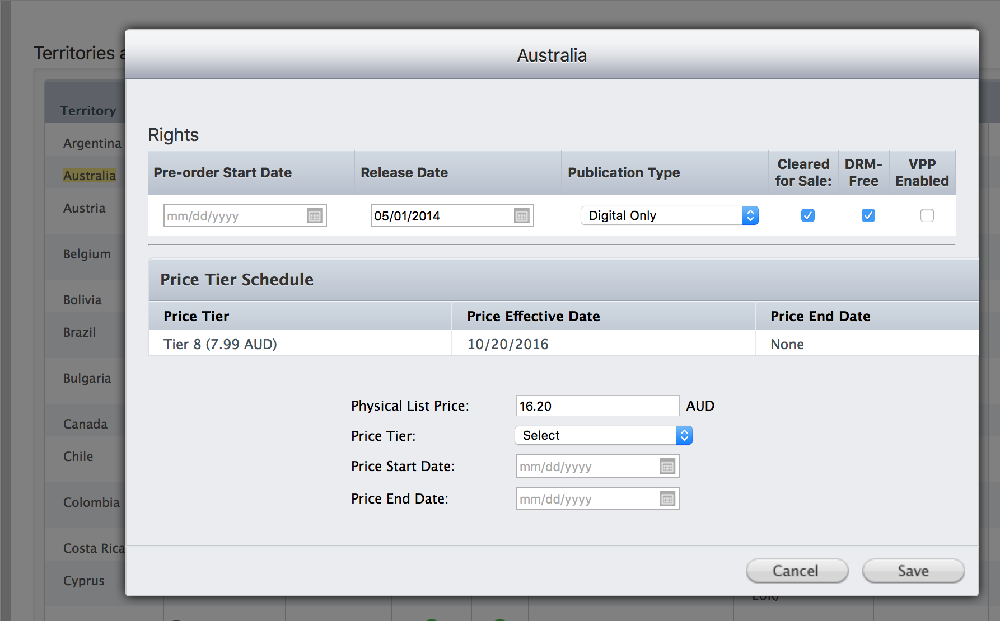 Territories a
Australia
Territory
Argentina
Australia
Austria
Belgium
Bolivia
Brazil
Bulgaria
Canada
Chile
Colombia
Costa Rica
Cyprus
Rights
Pre-order Start Date
Release Date
Publication Type
Cleared
for Sale:
DRM-
Free
VPP
Enabled
mm/dd/yyyy
05/01/2014
Digital Only
Price Tier Schedule
Price Tier
Price Effective Date
Price End Date
Tier 8 (7.99 AUD)
10/20/2016
None
Physical List Price: 16.20 AUD
Price Tier: Select
Price Start Date: mm/dd/yyyy
Price End Date: mm/dd/yyyy
Cancel
Save
EUR)